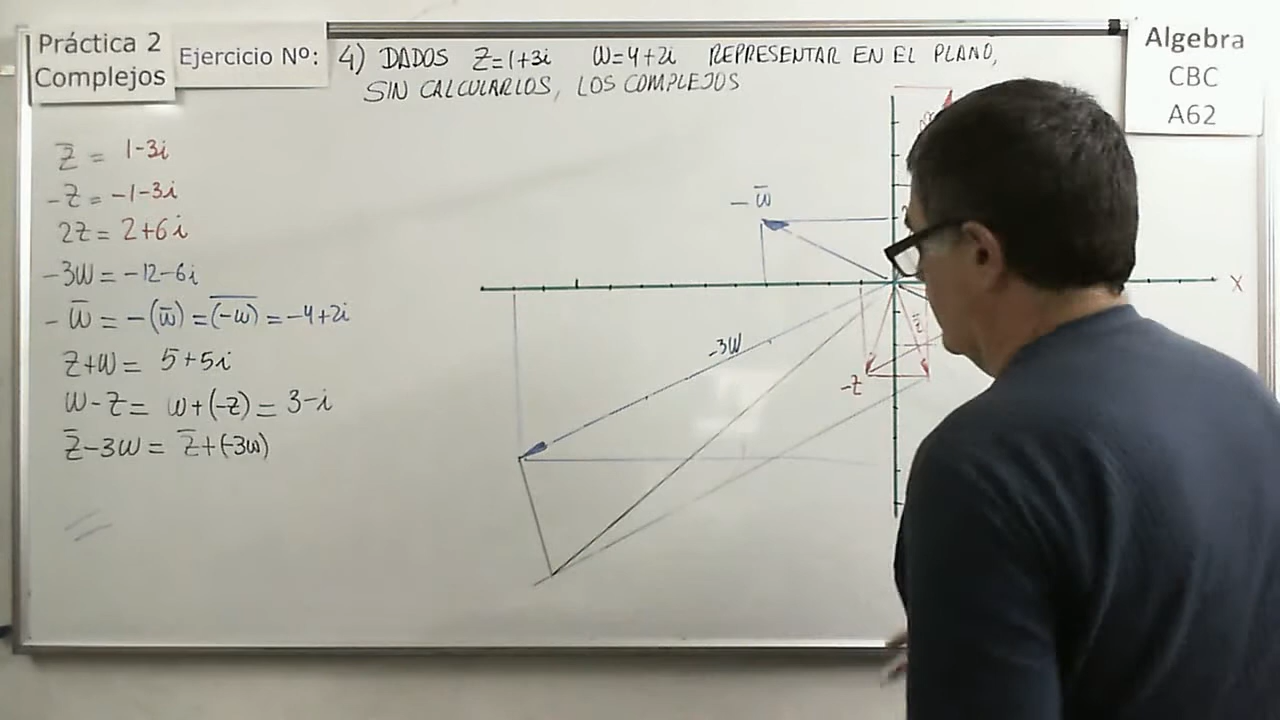 Práctica 2
Complejos
Ejercicio Nº:
4) DADOS Z=1+3i W=4+2i REPRESENTAR EN EL PLANO,
SIN CALCULARLOS, LOS COMPLEJOS
Algebra
CBC
A62
Z̅ = 1-3i
-Z = -1-3i
2Z = 2+6i
-3W = -12-6i
-W̅ = -(W̅) = (̅-̅w̅)̅ = -4+2i
Z+W = 5+5i
W-Z = W+(-Z) = 3-i
Z̅-3W = Z̅+(-3W)
-W̅
X
-3W
Z̅
-Z